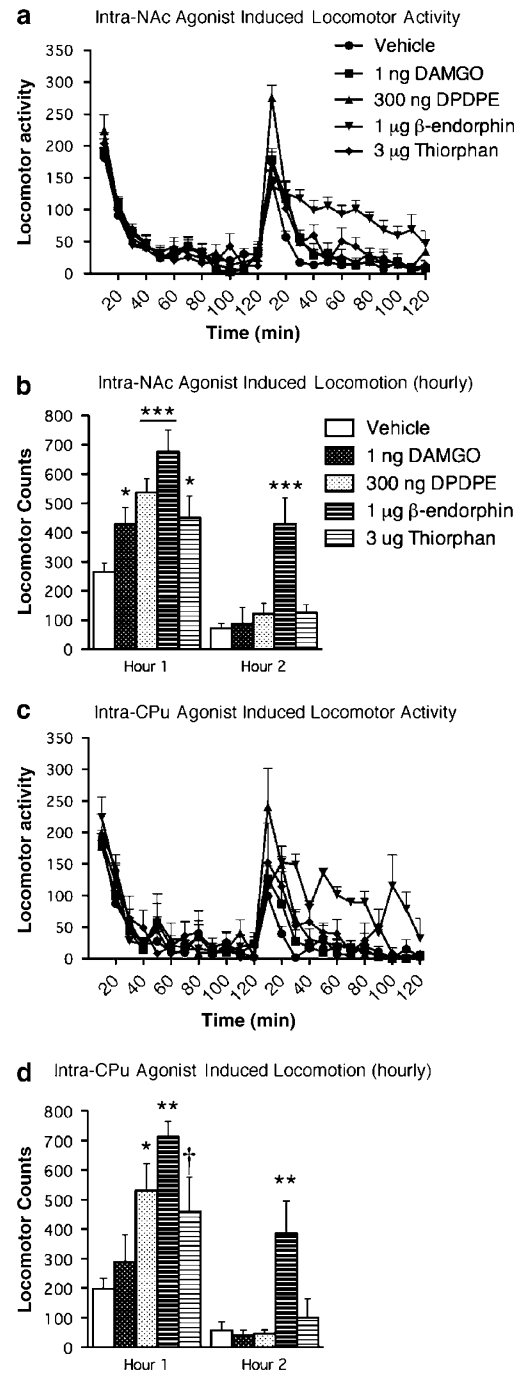 a
Intra-NAc Agonist Induced Locomotor Activity
Locomotor activity
350
300
250
200
150
100
50
0
20 40 60 80 100 120 20 40 60 80 100 120
Time (min)
Vehicle
1 ng DAMGO
300 ng DPDPE
1 µg β-endorphin
3 µg Thiorphan
b
Intra-NAc Agonist Induced Locomotion (hourly)
Locomotor Counts
800
700
600
500
400
300
200
100
0
*
***
*
***
Hour 1 Hour 2
Vehicle
1 ng DAMGO
300 ng DPDPE
1 µg β-endorphin
3 ug Thiorphan
c
Intra-CPu Agonist Induced Locomotor Activity
Locomotor activity
350
300
250
200
150
100
50
0
20 40 60 80 100 120 20 40 60 80 100 120
Time (min)
d
Intra-CPu Agonist Induced Locomotion (hourly)
Locomotor Counts
800
700
600
500
400
300
200
100
0
*
**
†
**
Hour 1 Hour 2